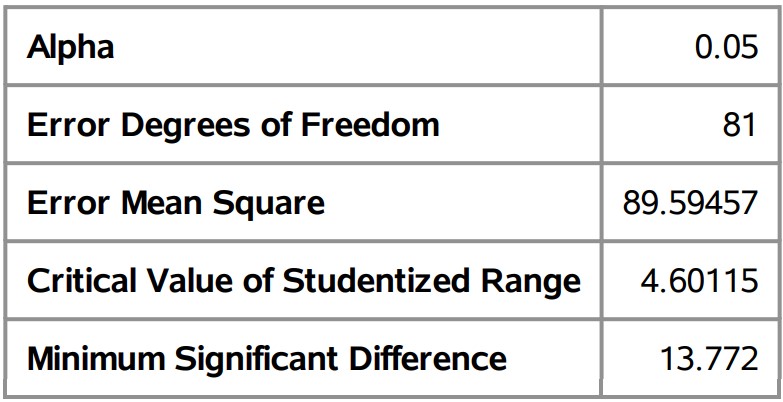 Alpha 0.05
Error Degrees of Freedom 81
Error Mean Square 89.59457
Critical Value of Studentized Range 4.60115
Minimum Significant Difference 13.772